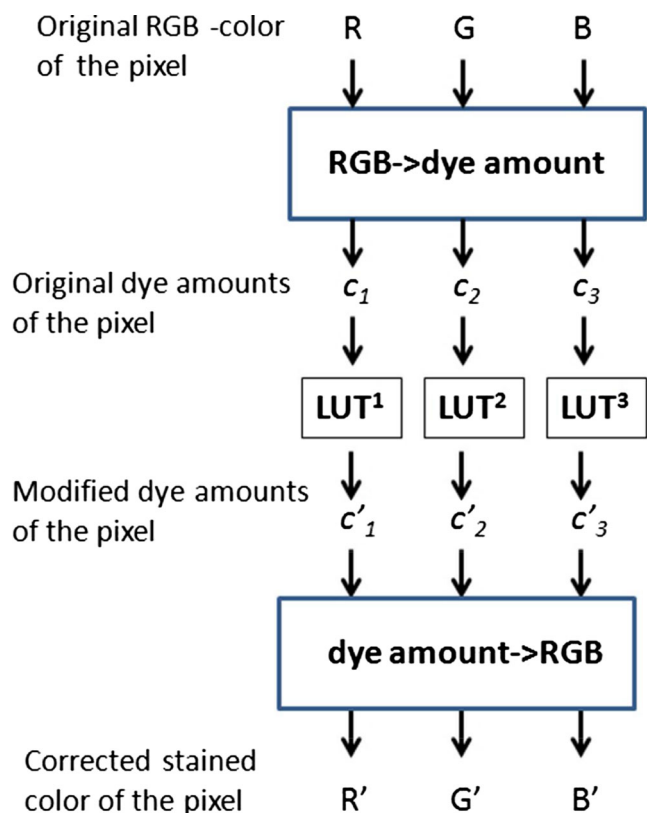 Original RGB -color
of the pixel
R G B
RGB->dye amount
Original dye amounts
of the pixel
c1 c2 c3
LUT¹ LUT² LUT³
Modified dye amounts
of the pixel
c'1 c'2 c'3
dye amount->RGB
Corrected stained
color of the pixel
R’ G’ B’